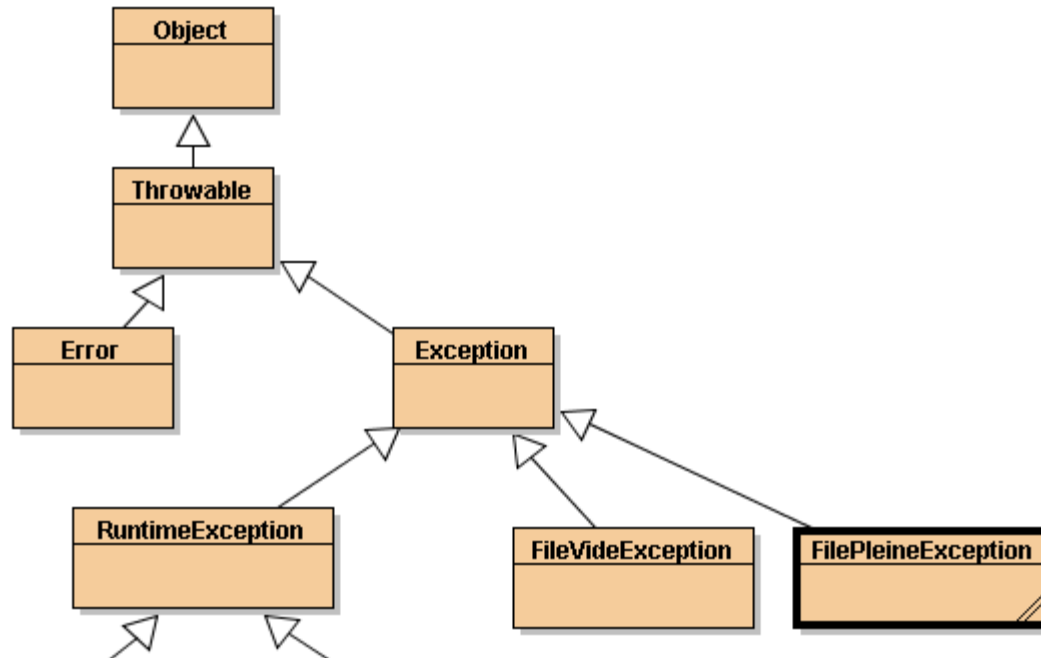 Object
Throwable
Error
Exception
RuntimeException
FileVideException
FilePleineException